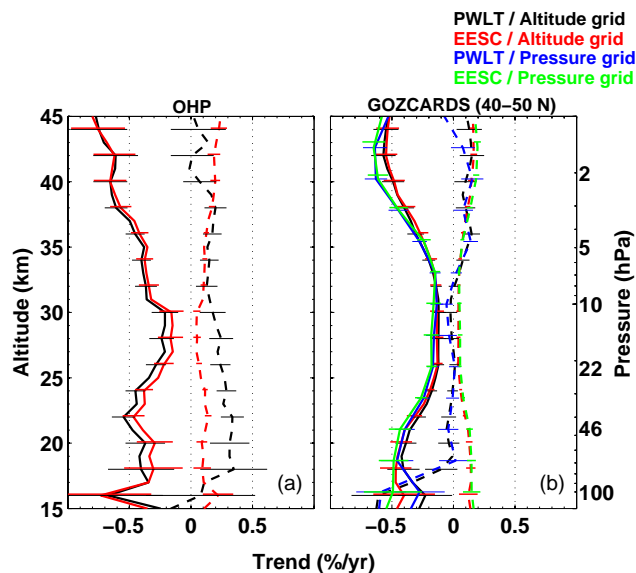 PWLT / Altitude grid
EESC / Altitude grid
PWLT / Pressure grid
EESC / Pressure grid
OHP
GOZCARDS (40−50 N)
45
40
35
30
25
20
15
Altitude (km)
2
5
10
22
46
100
Pressure (hPa)
(a)
(b)
−0.5 0 0.5
−0.5 0 0.5
Trend (%/yr)